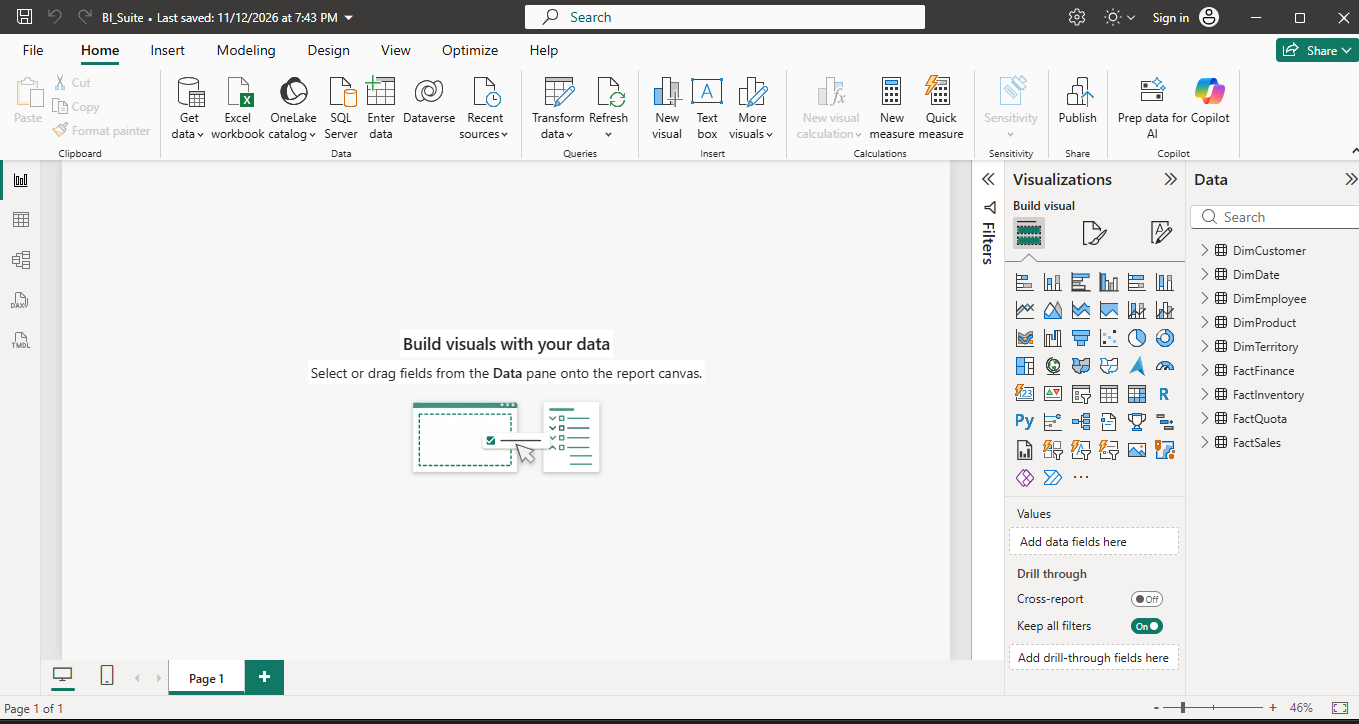 BI_Suite • Last saved: 11/12/2026 at 7:43 PM
Search
Sign in
File Home Insert Modeling Design View Optimize Help
Share
Paste
Cut
Copy
Format painter
Clipboard
Get data
Excel workbook
OneLake catalog
SQL Server
Enter data
Dataverse
Recent sources
Data
Transform data
Refresh
Queries
New visual
Text box
More visuals
Insert
New visual calculation
New measure
Quick measure
Calculations
Sensitivity
Sensitivity
Publish
Share
Prep data for AI
Copilot
Copilot
DAX
TMDL
Build visuals with your data
Select or drag fields from the Data pane onto the report canvas.
Filters
Visualizations
Build visual
123
R
Py
Values
Add data fields here
Drill through
Cross-report
Off
Keep all filters
On
Add drill-through fields here
Data
Search
DimCustomer
DimDate
DimEmployee
DimProduct
DimTerritory
FactFinance
FactInventory
FactQuota
FactSales
Page 1
Page 1 of 1
46%